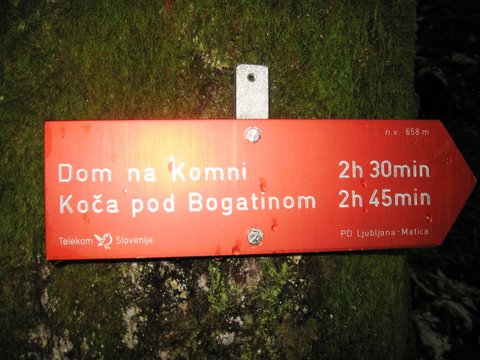 n.v. 658 m
Dom na Komni 2h 30min
Koča pod Bogatinom 2h 45min
Telekom Slovenije PD Ljubljana-Matica